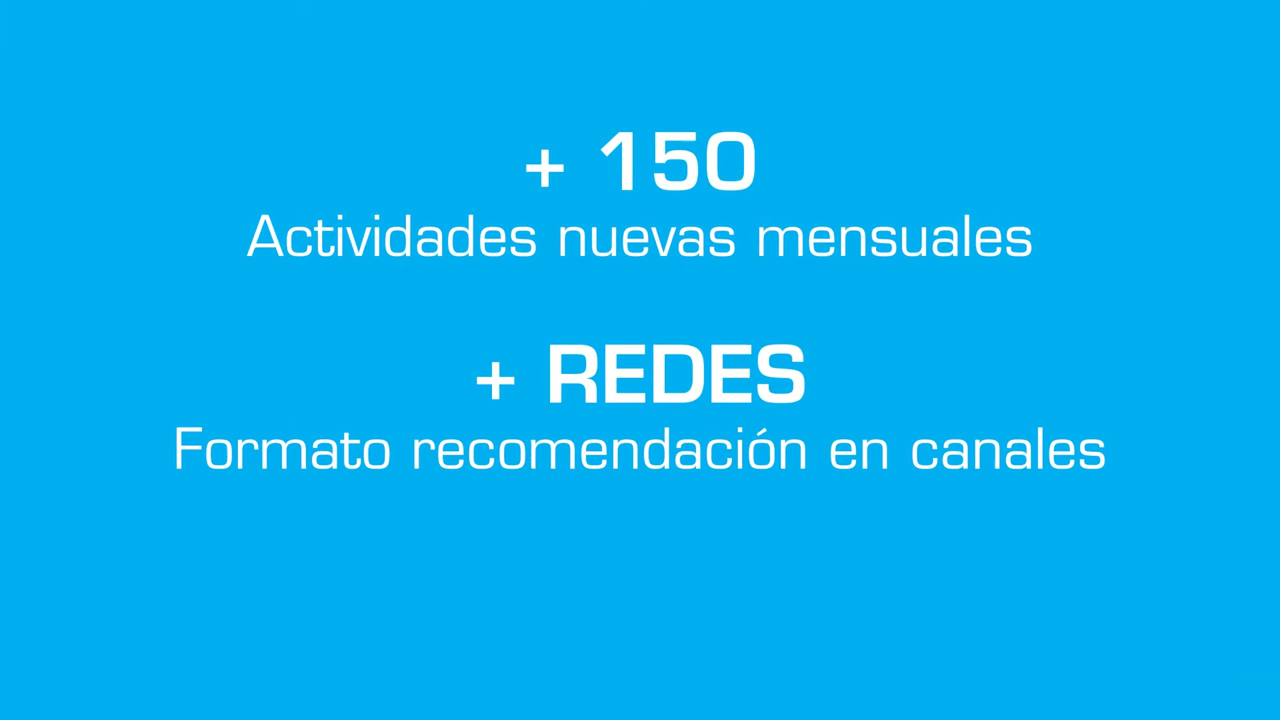 + 150
Actividades nuevas mensuales
+ REDES
Formato recomendación en canales